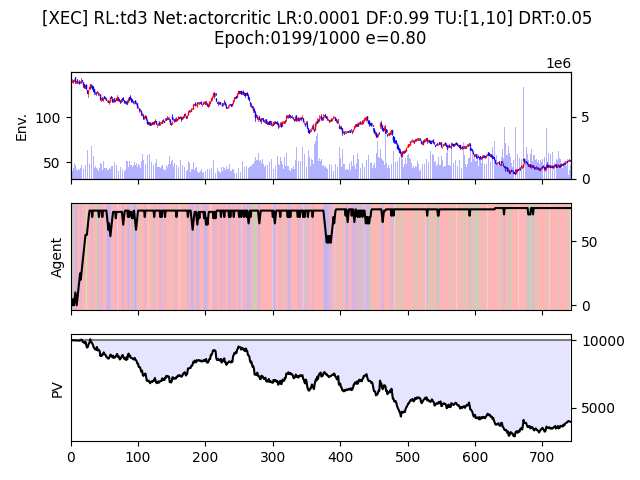 [XEC] RL:td3 Net:actorcritic LR:0.0001 DF:0.99 TU:[1,10] DRT:0.05
Epoch:0199/1000 e=0.80
1e6
Env.
100
50
5
0
Agent
50
0
PV
10000
5000
0 100 200 300 400 500 600 700